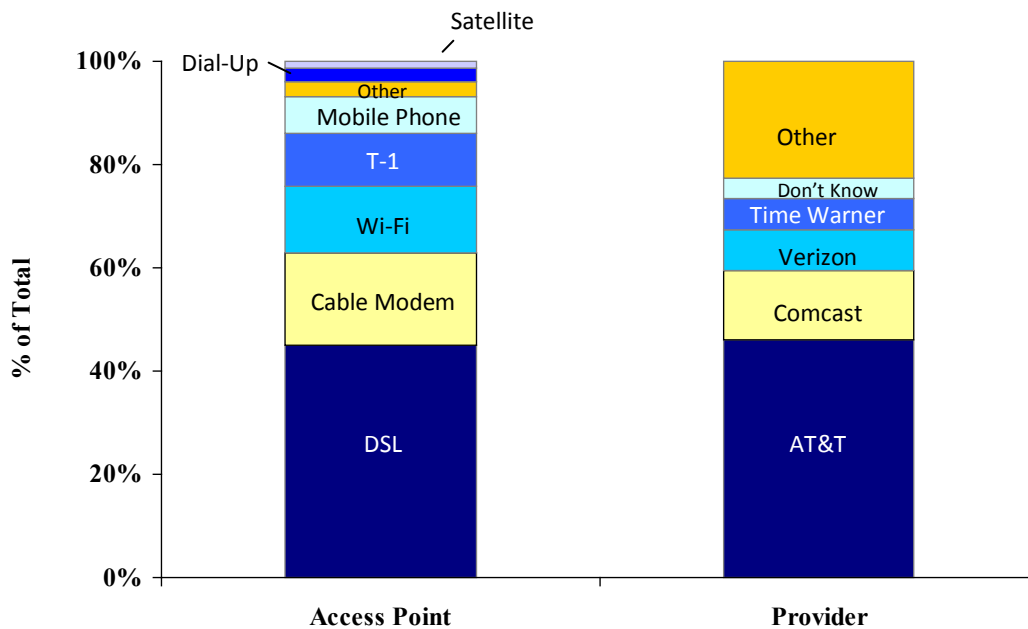 Satellite
Dial-Up
100%
80%
60%
40%
20%
0%
% of Total
Other
Mobile Phone
T-1
Wi-Fi
Cable Modem
DSL
Other
Don’t Know
Time Warner
Verizon
Comcast
AT&T
Access Point
Provider